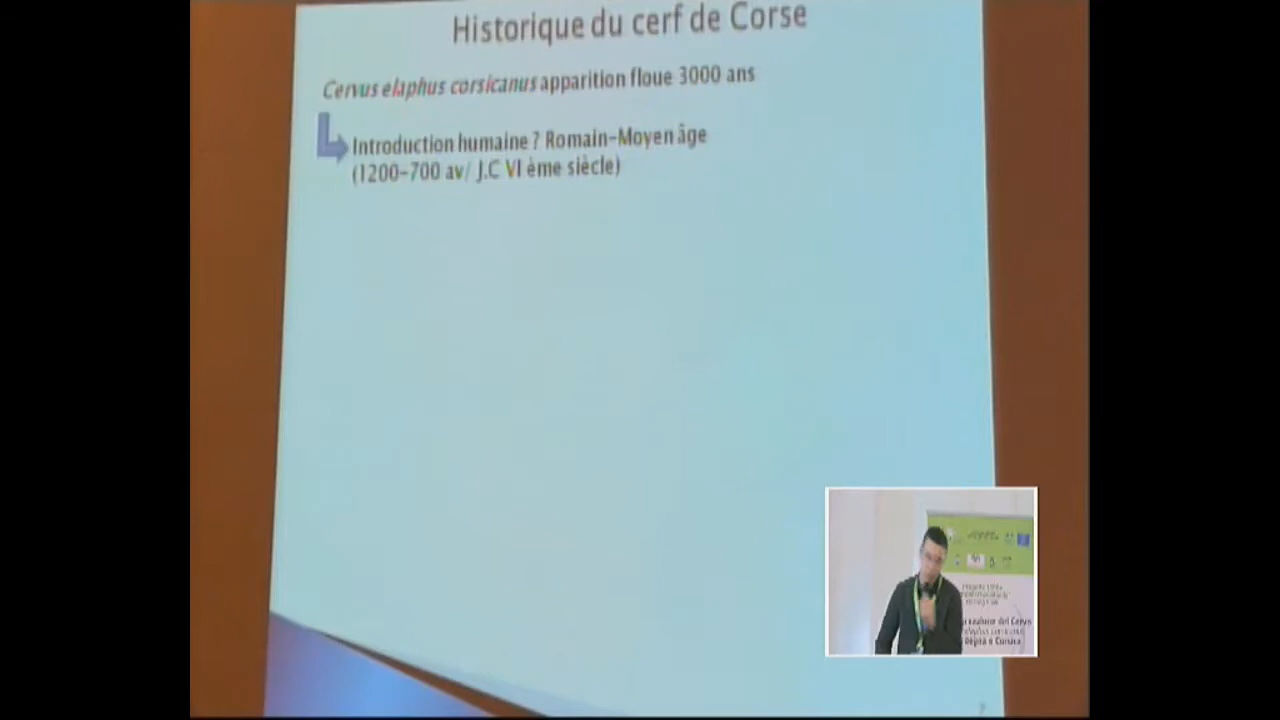 Historique du cerf de Corse
Cervus elaphus corsicanus apparition floue 3000 ans
Introduction humaine ? Romain-Moyen âge
(1200-700 av/ J.C VI ème siècle)